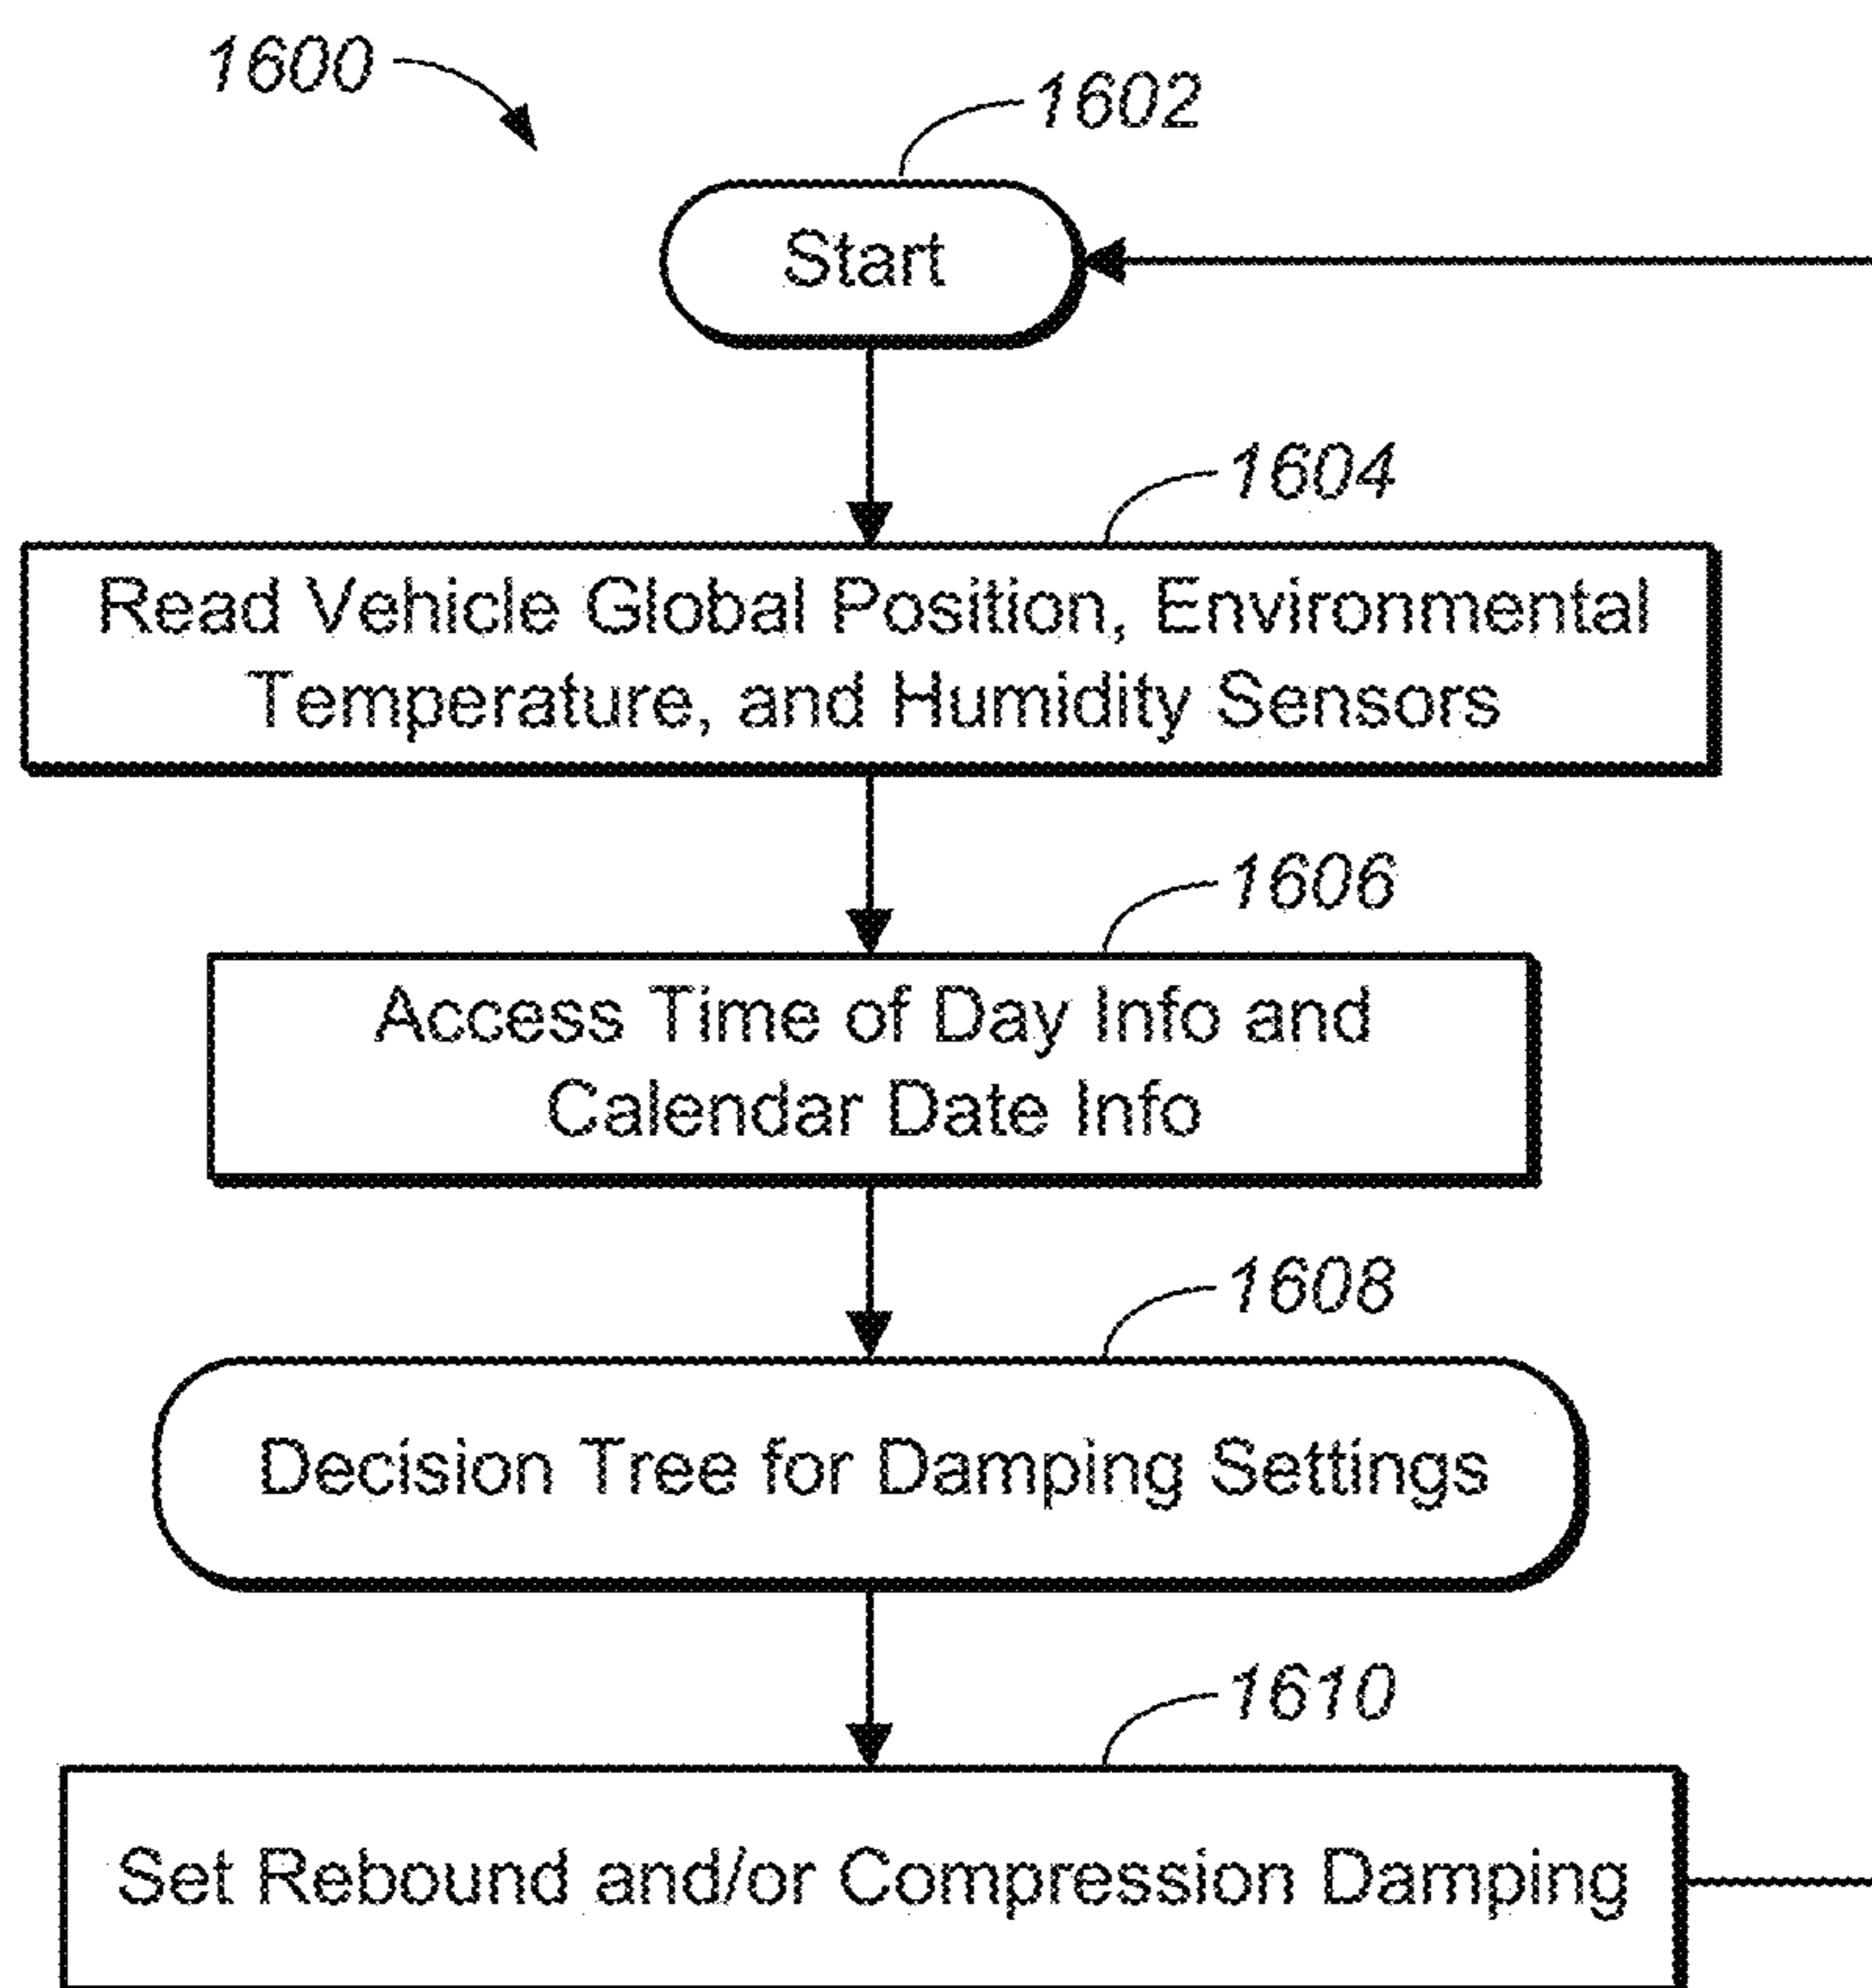 1600
1602
Start
1604
Read Vehicle Global Position, Environmental
Temperature, and Humidity Sensors
1606
Access Time of Day Info and
Calendar Date Info
1608
Decision Tree for Damping Settings
1610
Set Rebound and/or Compression Damping